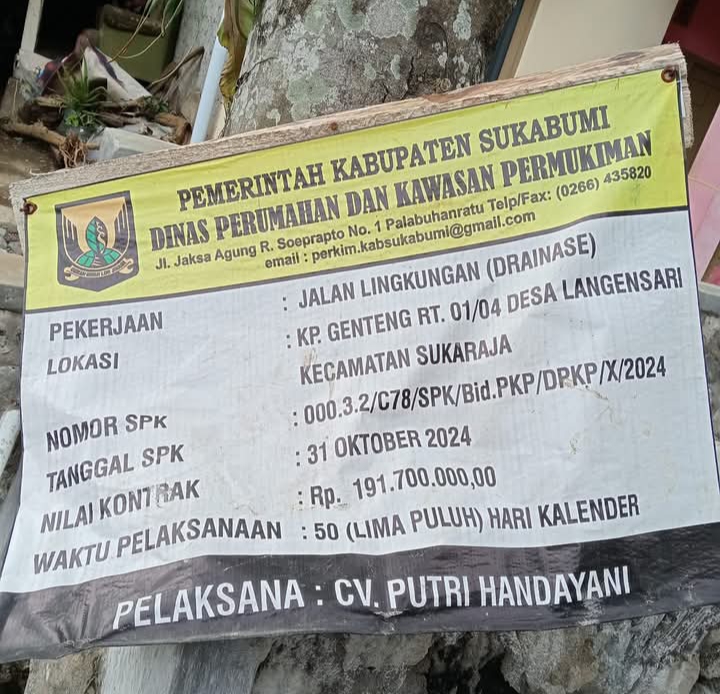 PEMERINTAH KABUPATEN SUKABUMI
DINAS PERUMAHAN DAN KAWASAN PERMUKIMAN
Jl. Jaksa Agung R. Soeprapto No. 1 Palabuhanratu Telp/Fax: (0266) 435820
email : perkim.kabsukabumi@gmail.com
PEKERJAAN : JALAN LINGKUNGAN (DRAINASE)
LOKASI : KP. GENTENG RT. 01/04 DESA LANGENSARI
KECAMATAN SUKARAJA
NOMOR SPK : 000.3.2/C78/SPK/Bid.PKP/DPKP/X/2024
TANGGAL SPK : 31 OKTOBER 2024
NILAI KONTRAK : Rp. 191.700.000,00
WAKTU PELAKSANAAN : 50 (LIMA PULUH) HARI KALENDER
PELAKSANA : CV. PUTRI HANDAYANI